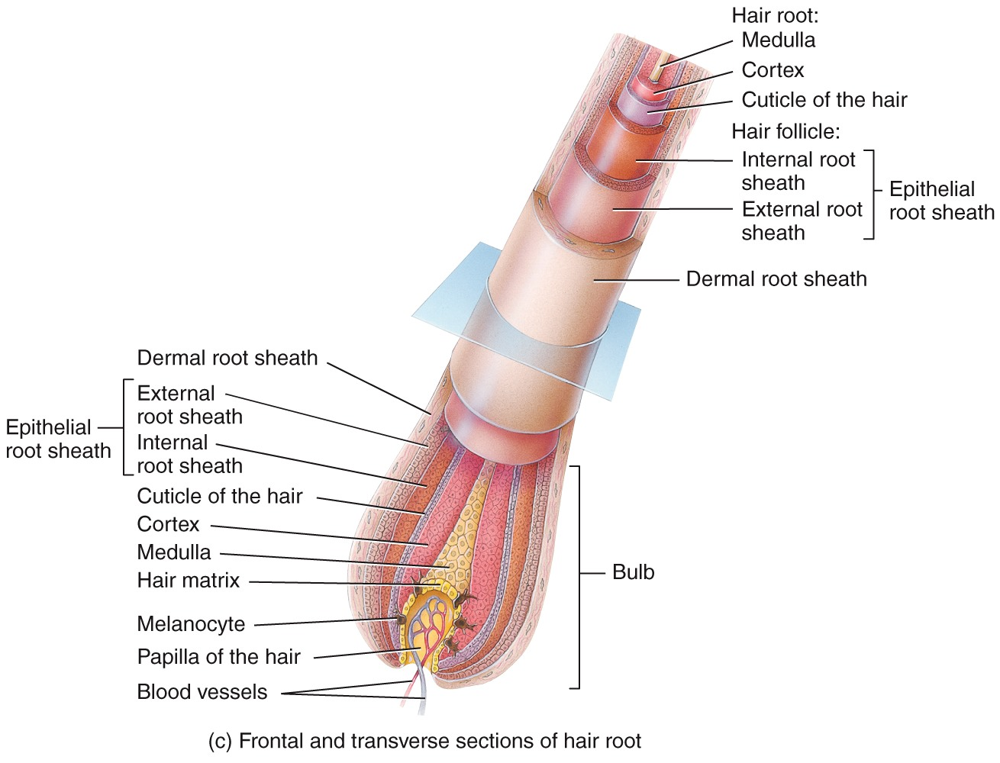 Hair root:
Medulla
Cortex
Cuticle of the hair
Hair follicle:
Internal root
sheath
External root
sheath
Epithelial
root sheath
Dermal root sheath
Dermal root sheath
External
root sheath
Internal
root sheath
Epithelial
root sheath
Cuticle of the hair
Cortex
Medulla
Hair matrix
Melanocyte
Papilla of the hair
Blood vessels
Bulb
(c) Frontal and transverse sections of hair root